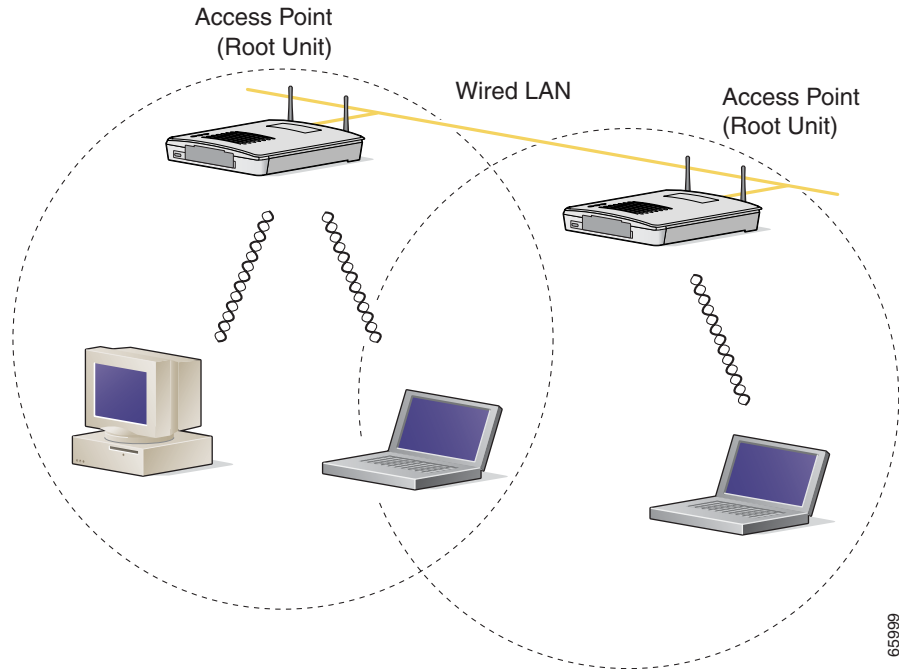 Access Point
(Root Unit)
Wired LAN
Access Point
(Root Unit)
65999